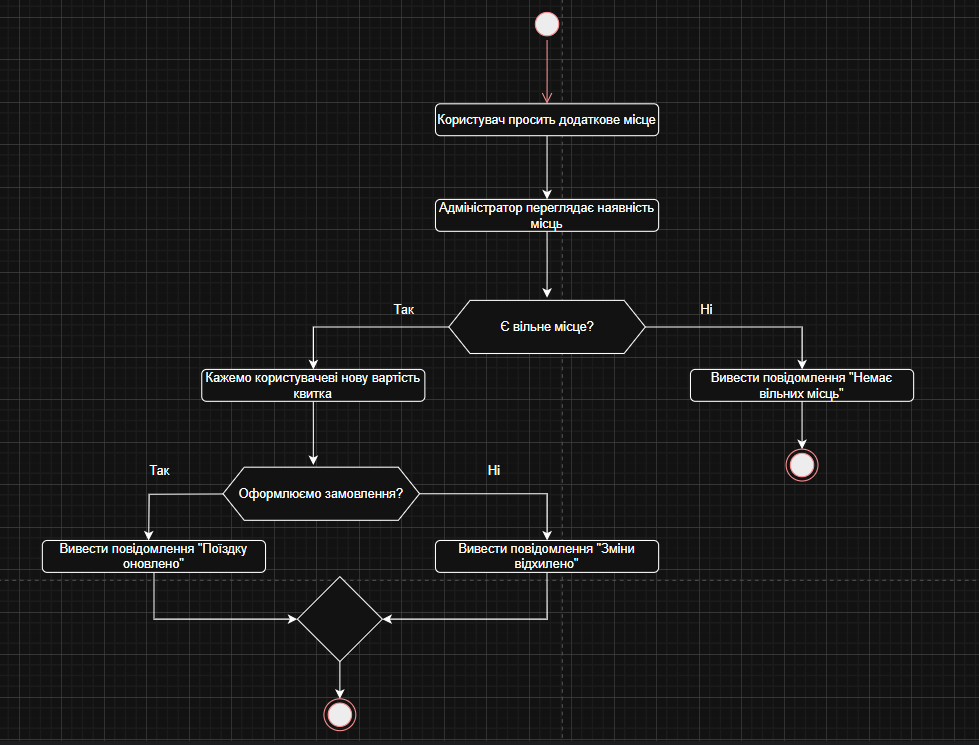 Користувач просить додаткове місце
Адміністратор переглядає наявність
місць
Так
Є вільне місце?
Ні
Кажемо користувачеві нову вартість
квитка
Вивести повідомлення "Немає
вільних місць"
Так
Оформлюємо замовлення?
Ні
Вивести повідомлення "Поїздку
оновлено"
Вивести повідомлення "Зміни
відхилено"